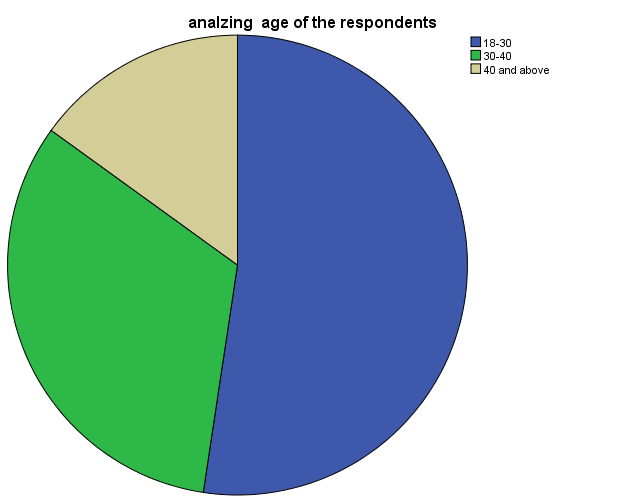 analzing  age of the respondents
18-30
30-40
40 and above